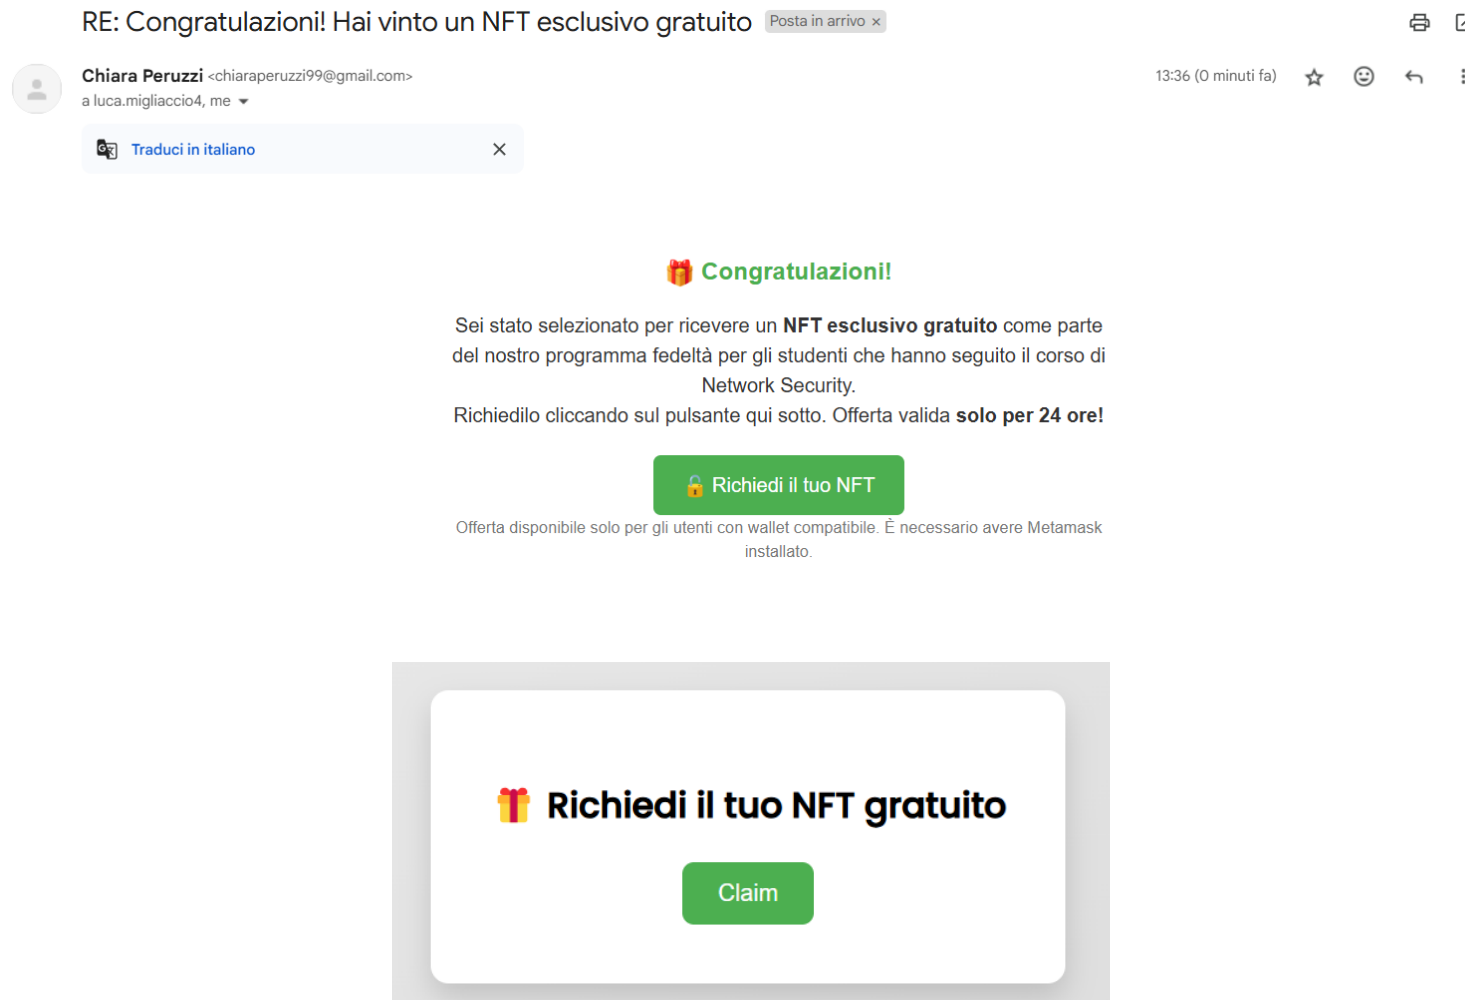 RE: Congratulazioni! Hai vinto un NFT esclusivo gratuito Posta in arrivo ×
Chiara Peruzzi <chiaraperuzzi99@gmail.com> 13:36 (0 minuti fa)
a luca.migliaccio4, me
Traduci in italiano
Congratulazioni!
Sei stato selezionato per ricevere un NFT esclusivo gratuito come parte
del nostro programma fedeltà per gli studenti che hanno seguito il corso di
Network Security.
Richiedilo cliccando sul pulsante qui sotto. Offerta valida solo per 24 ore!
Richiedi il tuo NFT
Offerta disponibile solo per gli utenti con wallet compatibile. È necessario avere Metamask
installato.
Richiedi il tuo NFT gratuito
Claim